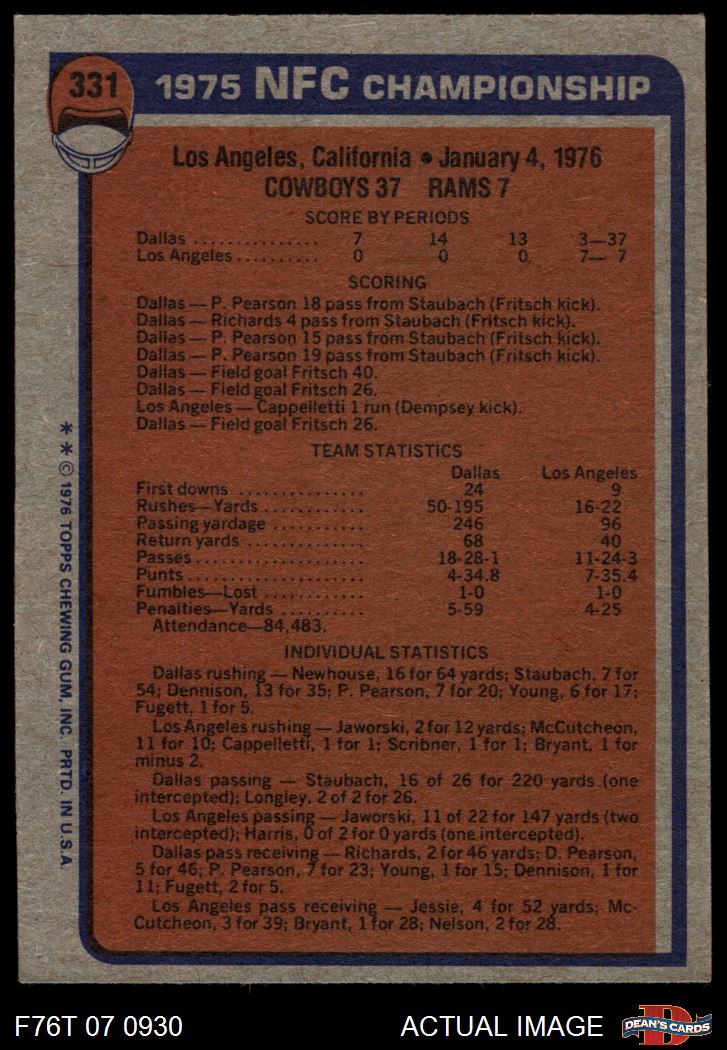 331
1975 NFC CHAMPIONSHIP
Los Angeles, California • January 4, 1976
COWBOYS 37 RAMS 7
SCORE BY PERIODS
Dallas ............... 7 14 13 3—37
Los Angeles .......... 0 0 0 7— 7
SCORING
Dallas — P. Pearson 18 pass from Staubach (Fritsch kick).
Dallas — Richards 4 pass from Staubach (Fritsch kick).
Dallas — P. Pearson 15 pass from Staubach (Fritsch kick).
Dallas — P. Pearson 19 pass from Staubach (Fritsch kick).
Dallas — Field goal Fritsch 40.
Dallas — Field goal Fritsch 26.
Los Angeles — Cappelletti 1 run (Dempsey kick).
Dallas — Field goal Fritsch 26.
TEAM STATISTICS
Dallas Los Angeles
First downs ............... 24 9
Rushes—Yards ............ 50-195 16-22
Passing yardage ........... 246 96
Return yards .............. 68 40
Passes .................... 18-28-1 11-24-3
Punts ..................... 4-34.8 7-35.4
Fumbles—Lost ............. 1-0 1-0
Penalties—Yards .......... 5-59 4-25
Attendance—84,483.
INDIVIDUAL STATISTICS
Dallas rushing — Newhouse, 16 for 64 yards; Staubach, 7 for
54; Dennison, 13 for 35; P. Pearson, 7 for 20; Young, 6 for 17;
Fugett, 1 for 5.
Los Angeles rushing — Jaworski, 2 for 12 yards; McCutcheon,
11 for 10; Cappelletti, 1 for 1; Scribner, 1 for 1; Bryant, 1 for
minus 2.
Dallas passing — Staubach, 16 of 26 for 220 yards (one
intercepted); Longley, 2 of 2 for 26.
Los Angeles passing — Jaworski, 11 of 22 for 147 yards (two
intercepted); Harris, 0 of 2 for 0 yards (one intercepted).
Dallas pass receiving — Richards, 2 for 46 yards; D. Pearson,
5 for 46; P. Pearson, 7 for 23; Young, 1 for 15; Dennison, 1 for
11; Fugett, 2 for 5.
Los Angeles pass receiving — Jessie, 4 for 52 yards; Mc-
Cutcheon, 3 for 39; Bryant, 1 for 28; Nelson, 2 for 28.
* * © 1976 TOPPS CHEWING GUM, INC. PRTD. IN U.S.A.
F76T 07 0930 ACTUAL IMAGE
D
DEAN'S CARDS